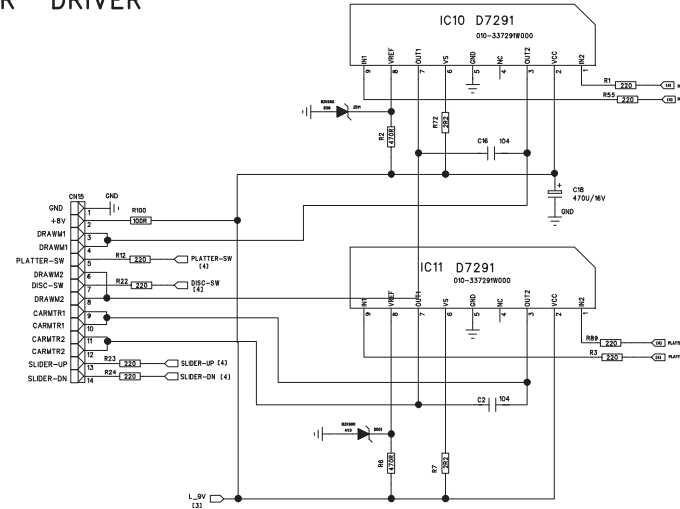 R DRIVER
IC10 D7291
010-337291W000
IN1 VREF OUT1 VS GND NC OUT2 VCC IN2
9 8 7 6 5 4 3 2 1
R1 220
R55 220
ZD11
R2 470R
R72 2R2
C16 104
C18
470U/16V
GND
CN15
GND 1 GND
+8V 2 R100 100R
DRAWM1 3
DRAWM1 4
PLATTER-SW 5 R12 220 PLATTER-SW
[4]
DRAWM2 6
DISC-SW 7 R22 220 DISC-SW
[4]
DRAWM2 8
CARMTR1 9
CARMTR1 10
CARMTR2 11
CARMTR2 12
SLIDER-UP 13 R23 220 SLIDER-UP [4]
SLIDER-DN 14 R24 220 SLIDER-DN [4]
IC11 D7291
010-337291W000
IN1 VREF OUT1 VS GND NC OUT2 VCC IN2
9 8 7 6 5 4 3 2 1
R89 220
R3 220
C2 104
R6 470R
R7 2R2
L_9V
[3]